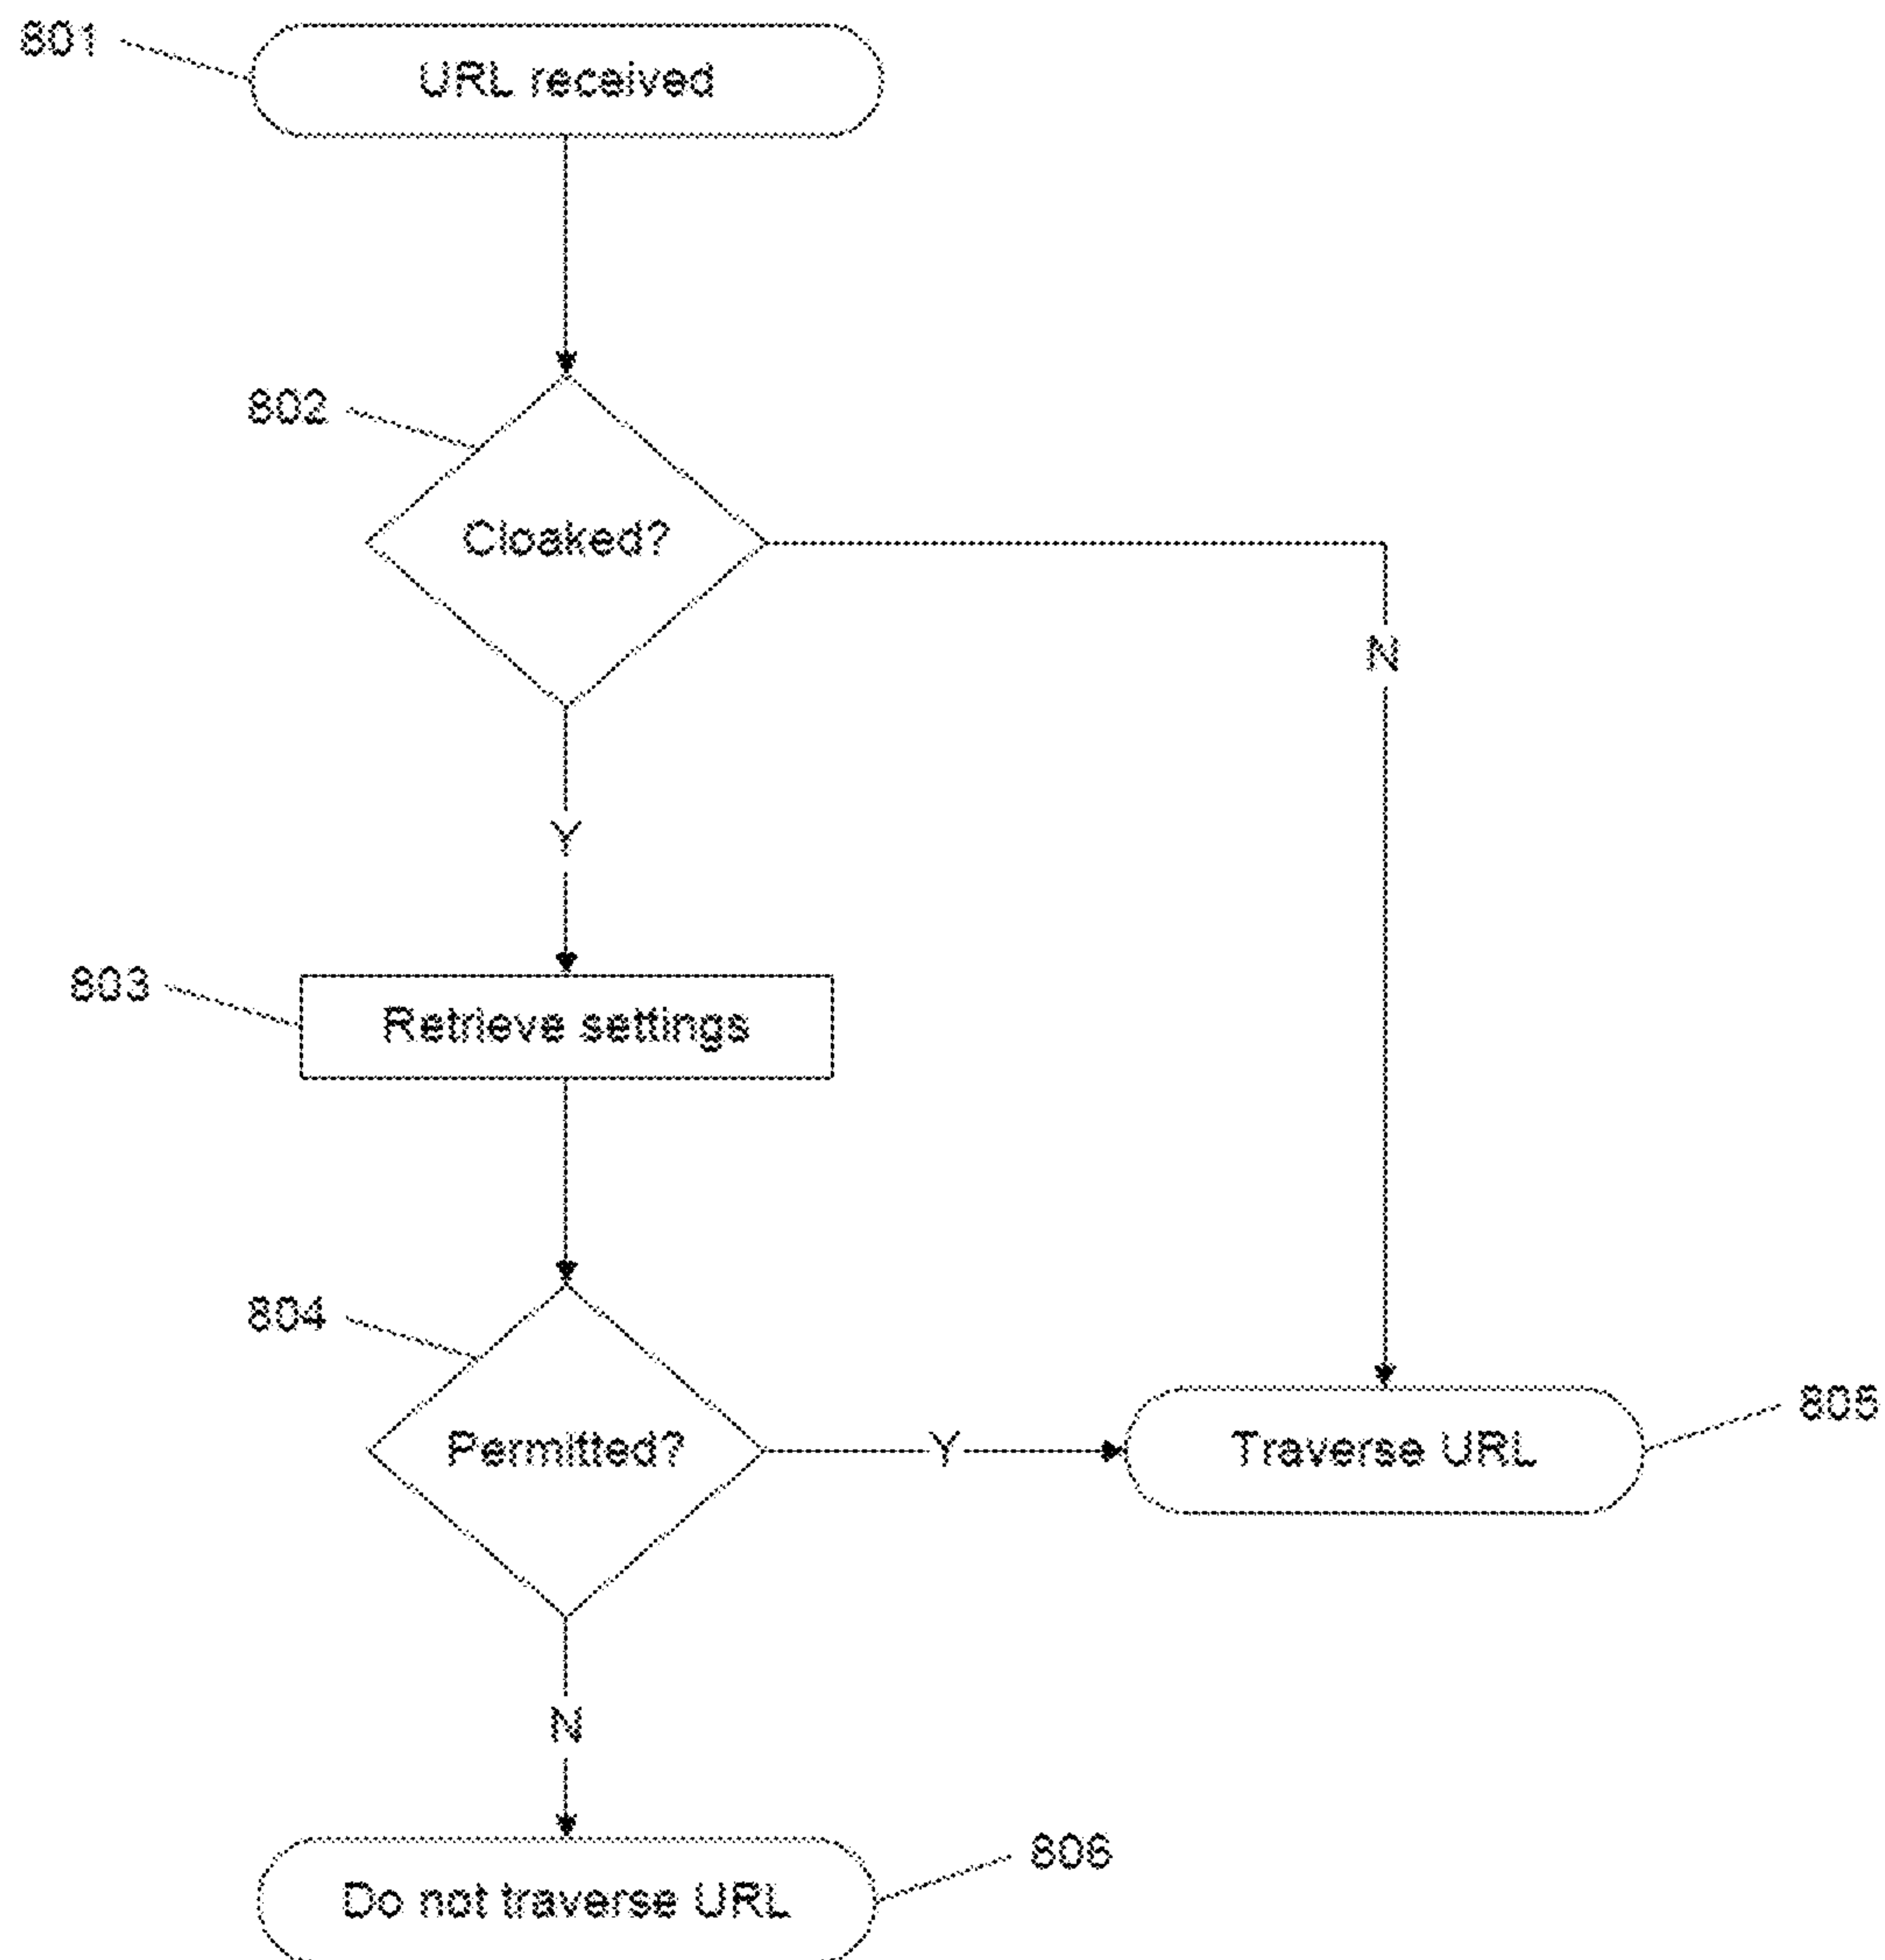 801
URL received
802
Cloaked?
N
Y
803
Retrieve settings
804
Permitted?
Y
Traverse URL
805
N
806
Do not traverse URL